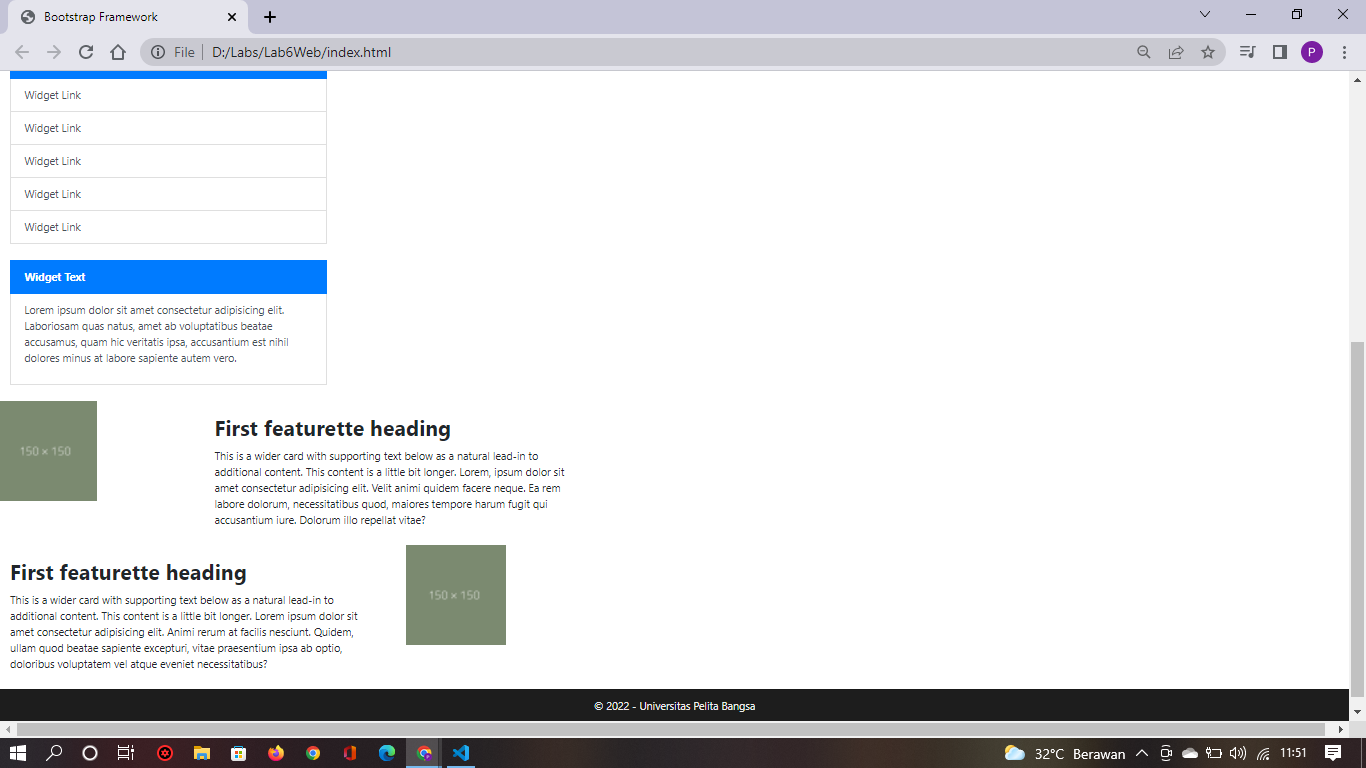 Bootstrap Framework
File
D:/Labs/Lab6Web/index.html
P
Widget Link
Widget Link
Widget Link
Widget Link
Widget Link
Widget Text
Lorem ipsum dolor sit amet consectetur adipisicing elit.
Laboriosam quas natus, amet ab voluptatibus beatae
accusamus, quam hic veritatis ipsa, accusantium est nihil
dolores minus at labore sapiente autem vero.
150 × 150
First featurette heading
This is a wider card with supporting text below as a natural lead-in to
additional content. This content is a little bit longer. Lorem, ipsum dolor sit
amet consectetur adipisicing elit. Velit animi quidem facere neque. Ea rem
labore dolorum, necessitatibus quod, maiores tempore harum fugit qui
accusantium iure. Dolorum illo repellat vitae?
First featurette heading
This is a wider card with supporting text below as a natural lead-in to
additional content. This content is a little bit longer. Lorem ipsum dolor sit
amet consectetur adipisicing elit. Animi rerum at facilis nesciunt. Quidem,
ullam quod beatae sapiente excepturi, vitae praesentium ipsa ab optio,
doloribus voluptatem vel atque eveniet necessitatibus?
150 × 150
© 2022 - Universitas Pelita Bangsa
32°C Berawan
11:51